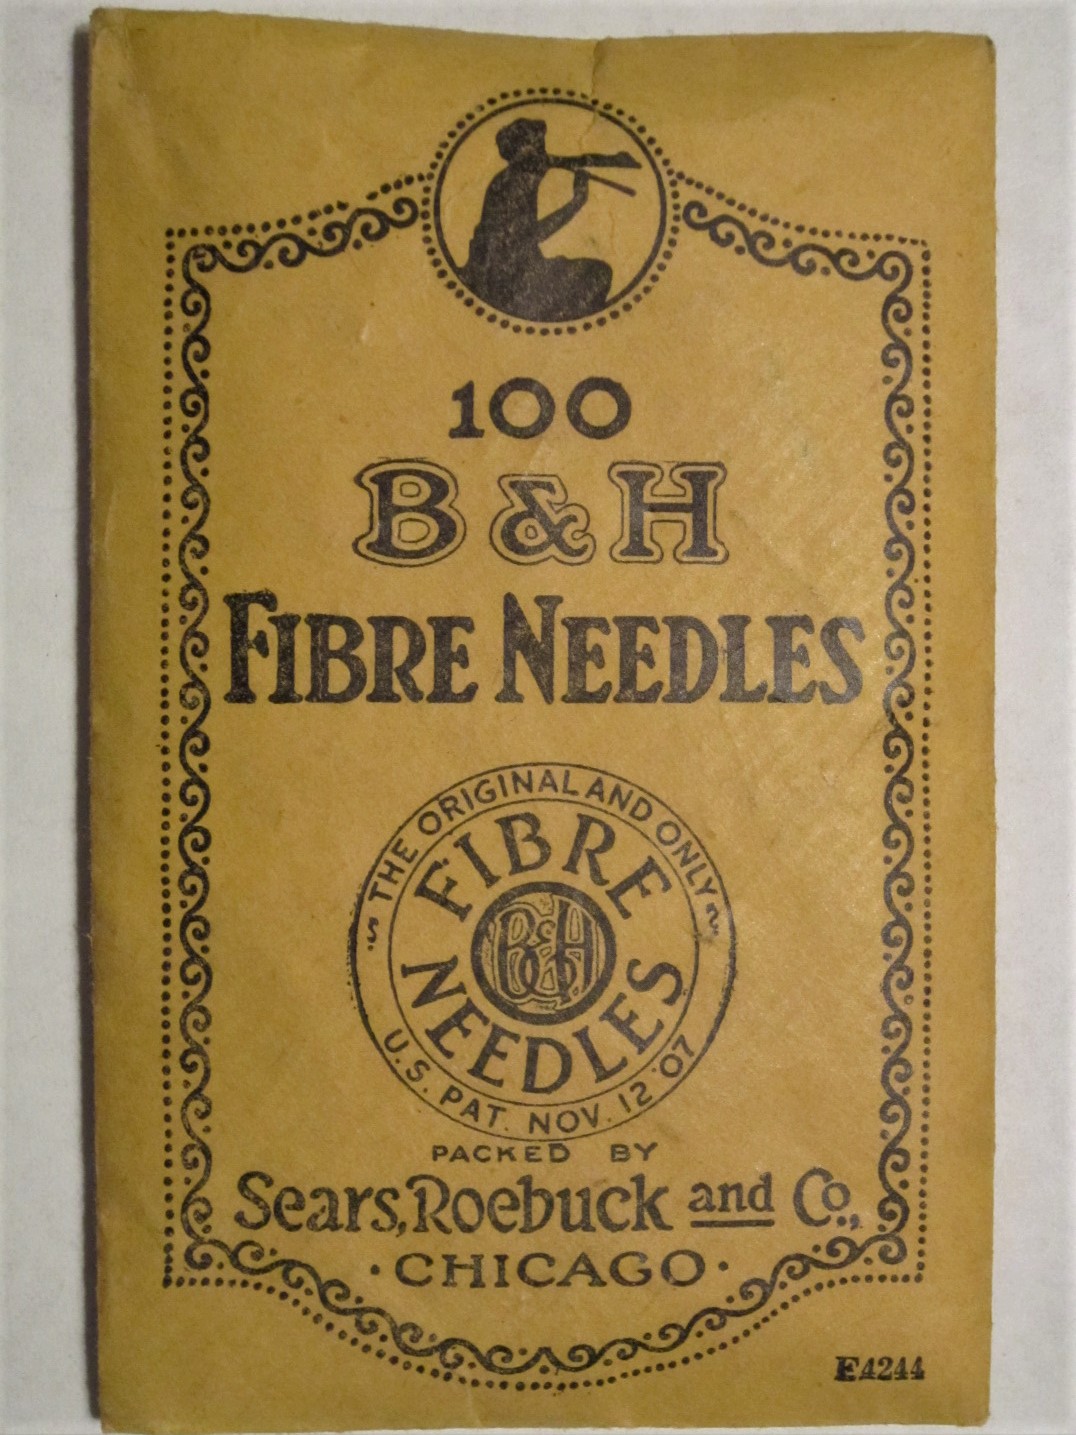 100
B & H
FIBRE NEEDLES
THE ORIGINAL AND ONLY
FIBRE
B&H
NEEDLES
U.S. PAT. NOV. 12 '07
PACKED BY
Sears, Roebuck and Co.,
·CHICAGO·
E4244